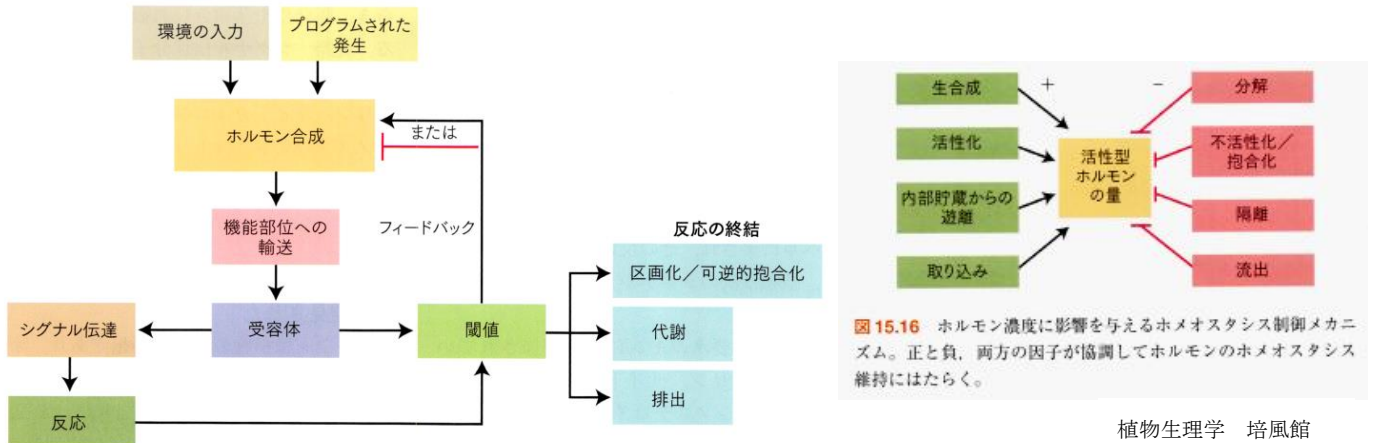 環境の入力
プログラムされた
発生
ホルモン合成
または
機能部位への
輸送
フィードバック
シグナル伝達
受容体
閾値
反応
反応の終結
区画化／可逆的抱合化
代謝
排出
生合成
+
−
分解
活性化
不活性化／
抱合化
活性型
ホルモン
の量
内部貯蔵からの
遊離
隔離
取り込み
流出
図 15.16 ホルモン濃度に影響を与えるホメオスタシス制御メカニ
ズム。正と負，両方の因子が協調してホルモンのホメオスタシス
維持にはたらく。
植物生理学 培風館